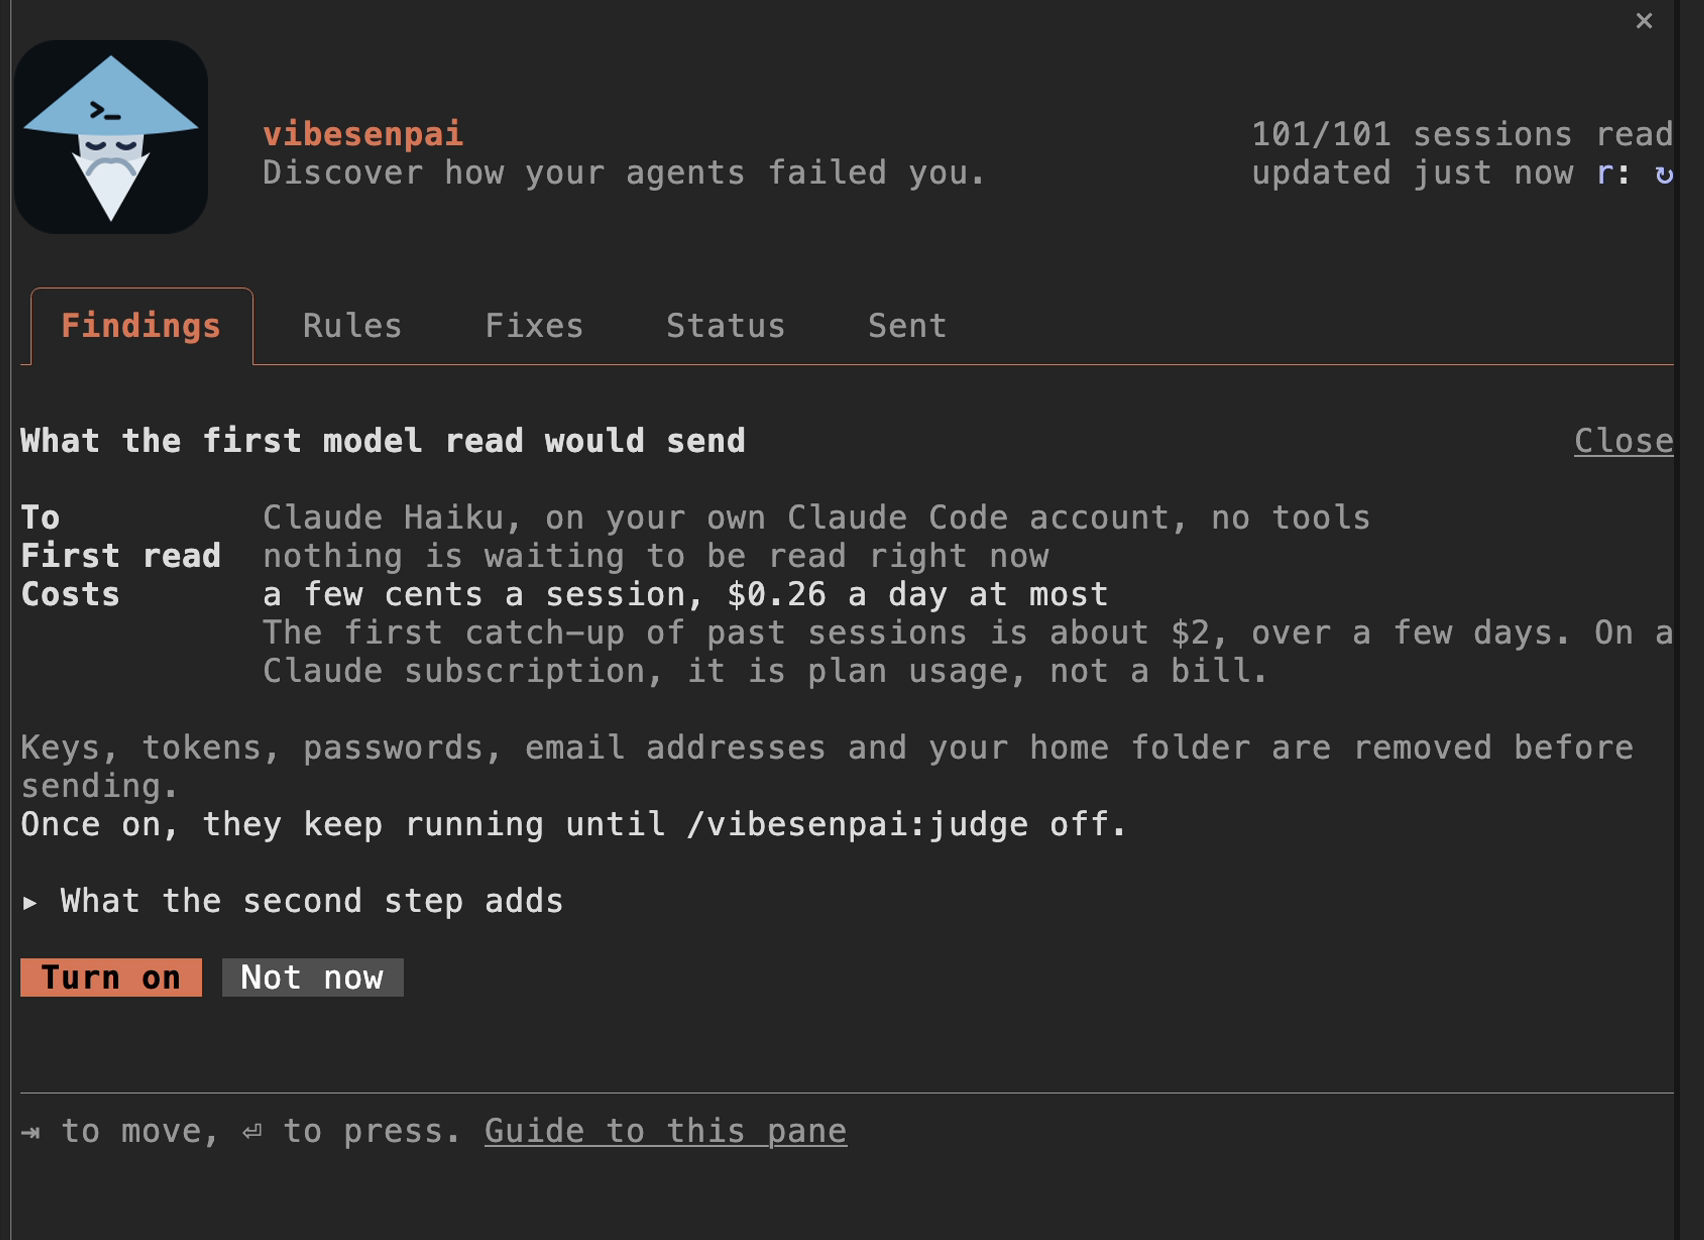 ×
>_
vibesenpai
101/101 sessions read
Discover how your agents failed you.
updated just now r: ↻
Findings Rules Fixes Status Sent
What the first model read would send
Close
To Claude Haiku, on your own Claude Code account, no tools
First read nothing is waiting to be read right now
Costs a few cents a session, $0.26 a day at most
The first catch-up of past sessions is about $2, over a few days. On a
Claude subscription, it is plan usage, not a bill.
Keys, tokens, passwords, email addresses and your home folder are removed before
sending.
Once on, they keep running until /vibesenpai:judge off.
▸ What the second step adds
Turn on Not now
⇥ to move, ⏎ to press. Guide to this pane